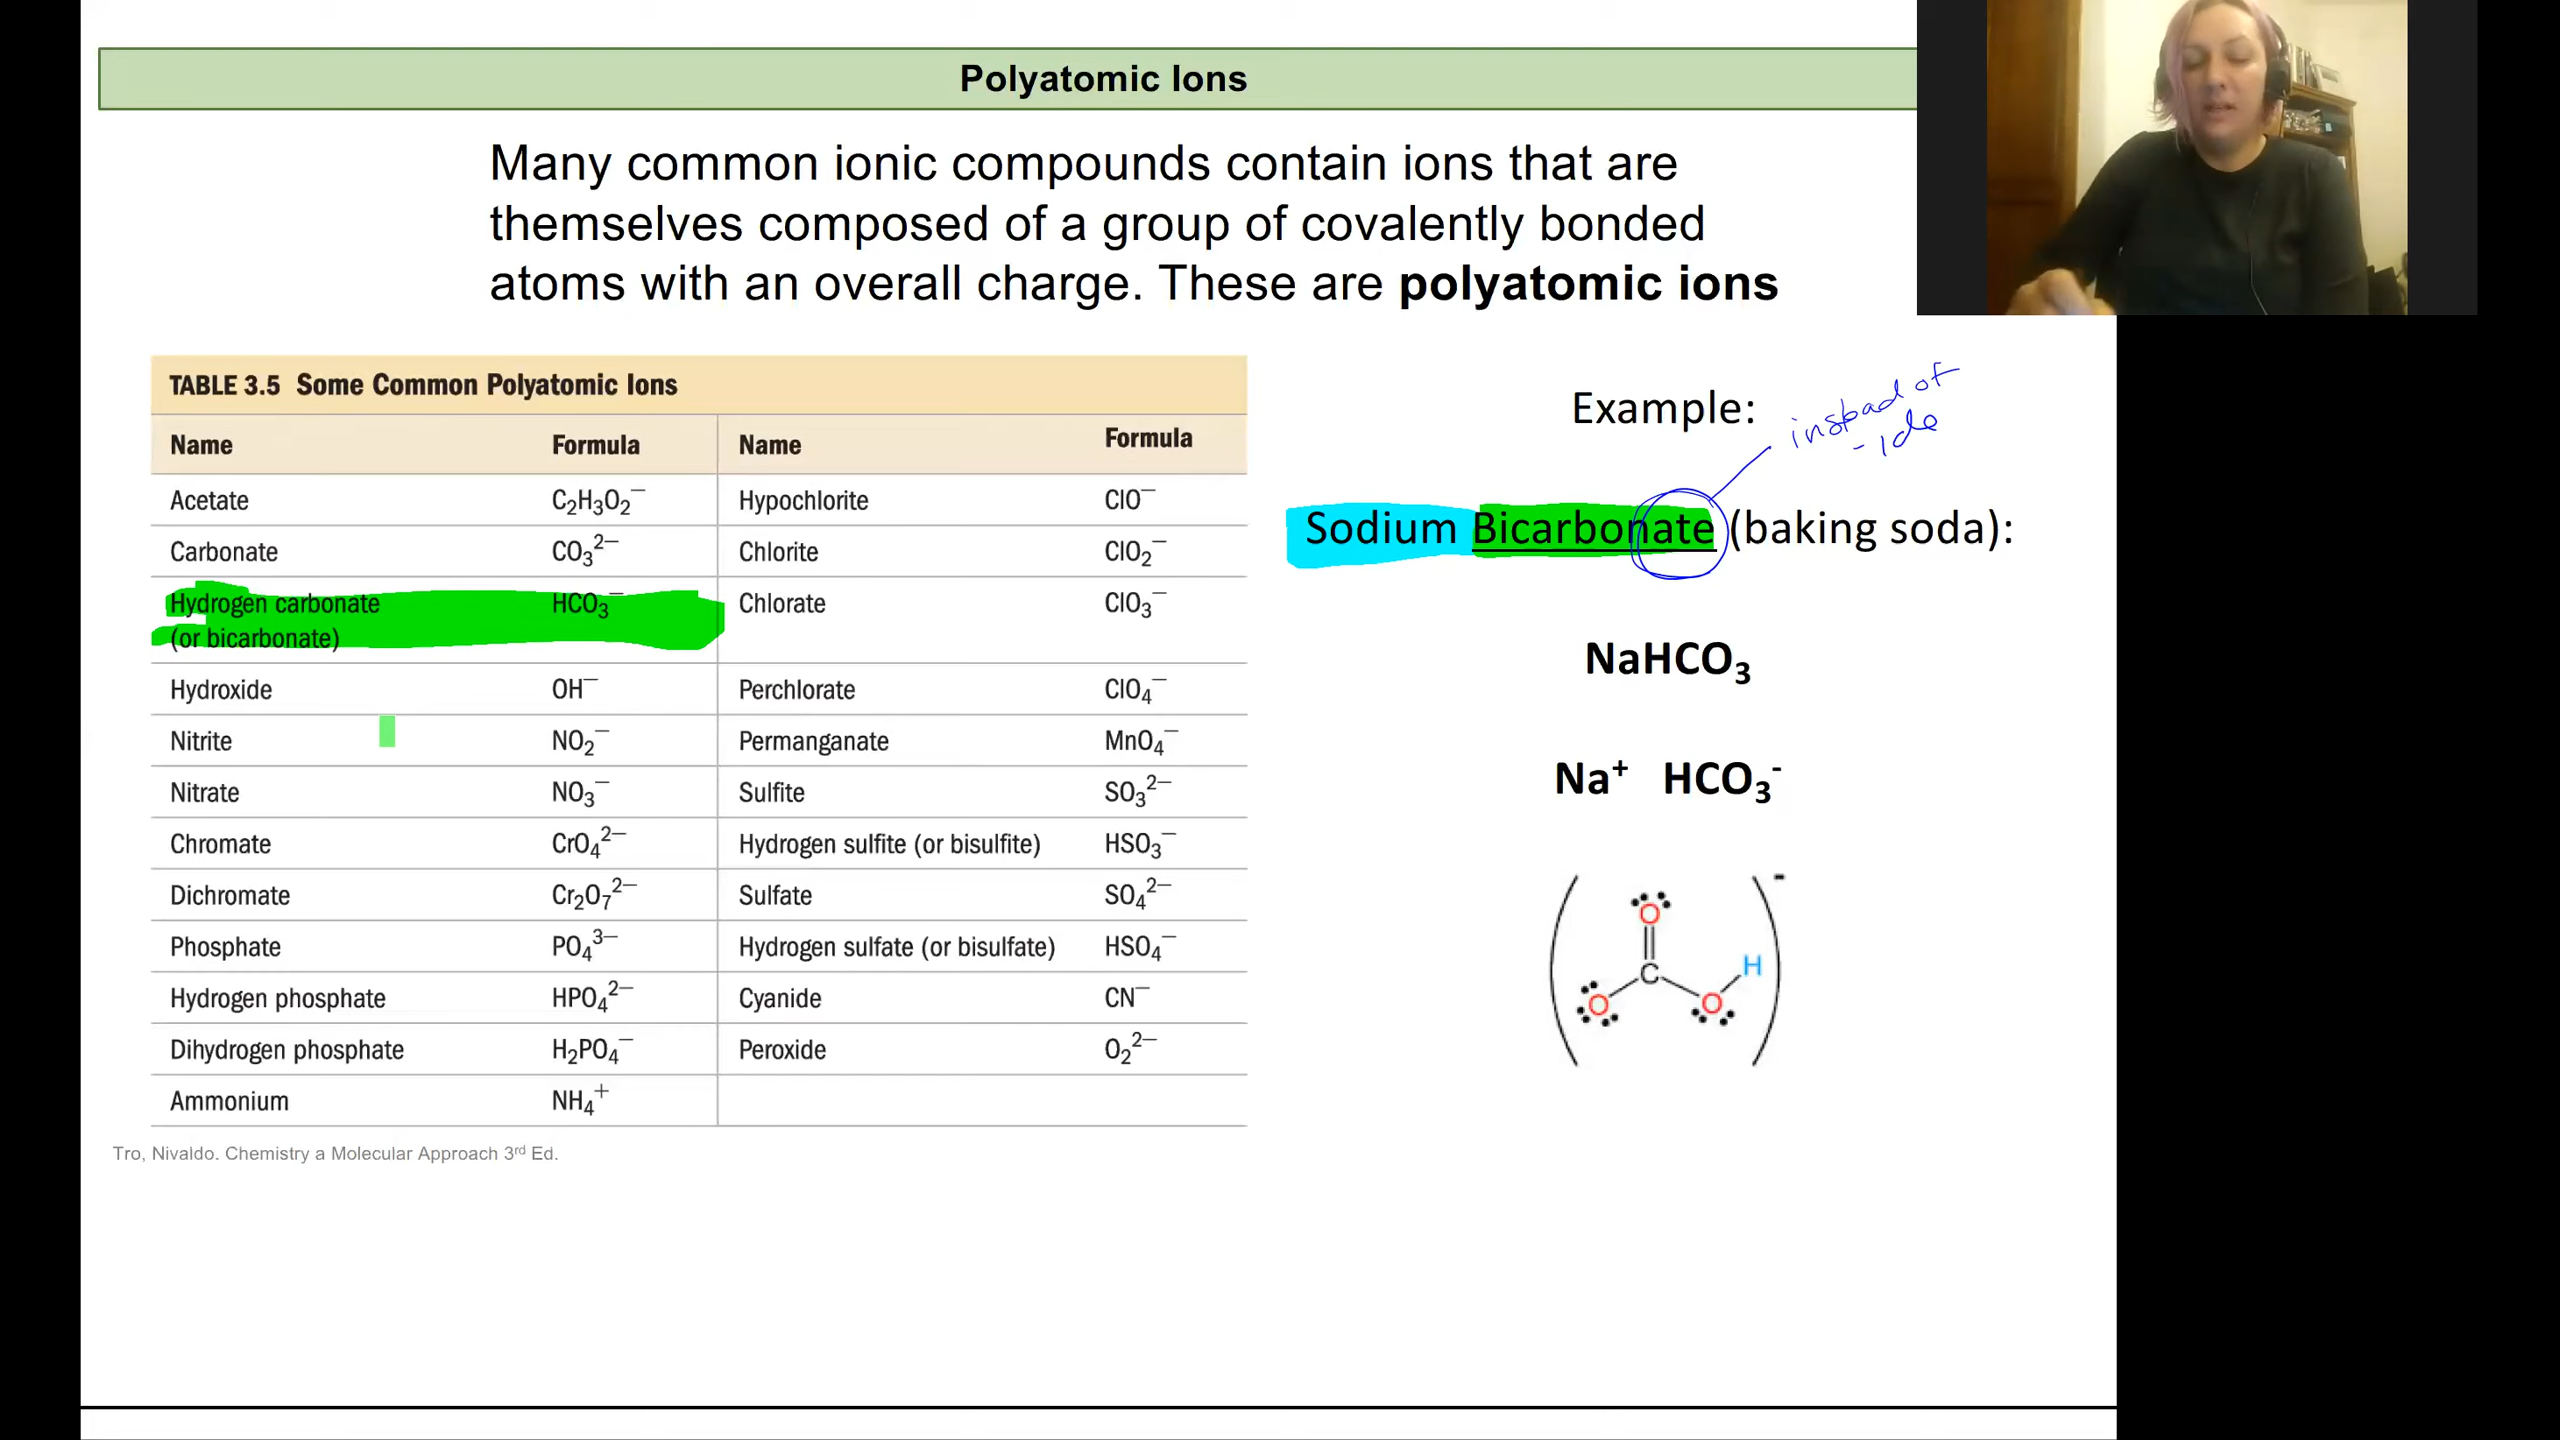 Polyatomic Ions
Many common ionic compounds contain ions that are
themselves composed of a group of covalently bonded
atoms with an overall charge. These are polyatomic ions
TABLE 3.5 Some Common Polyatomic Ions
Name Formula Name Formula
Acetate C₂H₃O₂⁻ Hypochlorite ClO⁻
Carbonate CO₃²⁻ Chlorite ClO₂⁻
Hydrogen carbonate HCO₃⁻ Chlorate ClO₃⁻
(or bicarbonate)
Hydroxide OH⁻ Perchlorate ClO₄⁻
Nitrite NO₂⁻ Permanganate MnO₄⁻
Nitrate NO₃⁻ Sulfite SO₃²⁻
Chromate CrO₄²⁻ Hydrogen sulfite (or bisulfite) HSO₃⁻
Dichromate Cr₂O₇²⁻ Sulfate SO₄²⁻
Phosphate PO₄³⁻ Hydrogen sulfate (or bisulfate) HSO₄⁻
Hydrogen phosphate HPO₄²⁻ Cyanide CN⁻
Dihydrogen phosphate H₂PO₄⁻ Peroxide O₂²⁻
Ammonium NH₄⁺
Tro, Nivaldo. Chemistry a Molecular Approach 3rd Ed.
Example:
instead of
-ide
Sodium Bicarbonate (baking soda):
NaHCO₃
Na⁺ HCO₃⁻
O
C H
O O
-